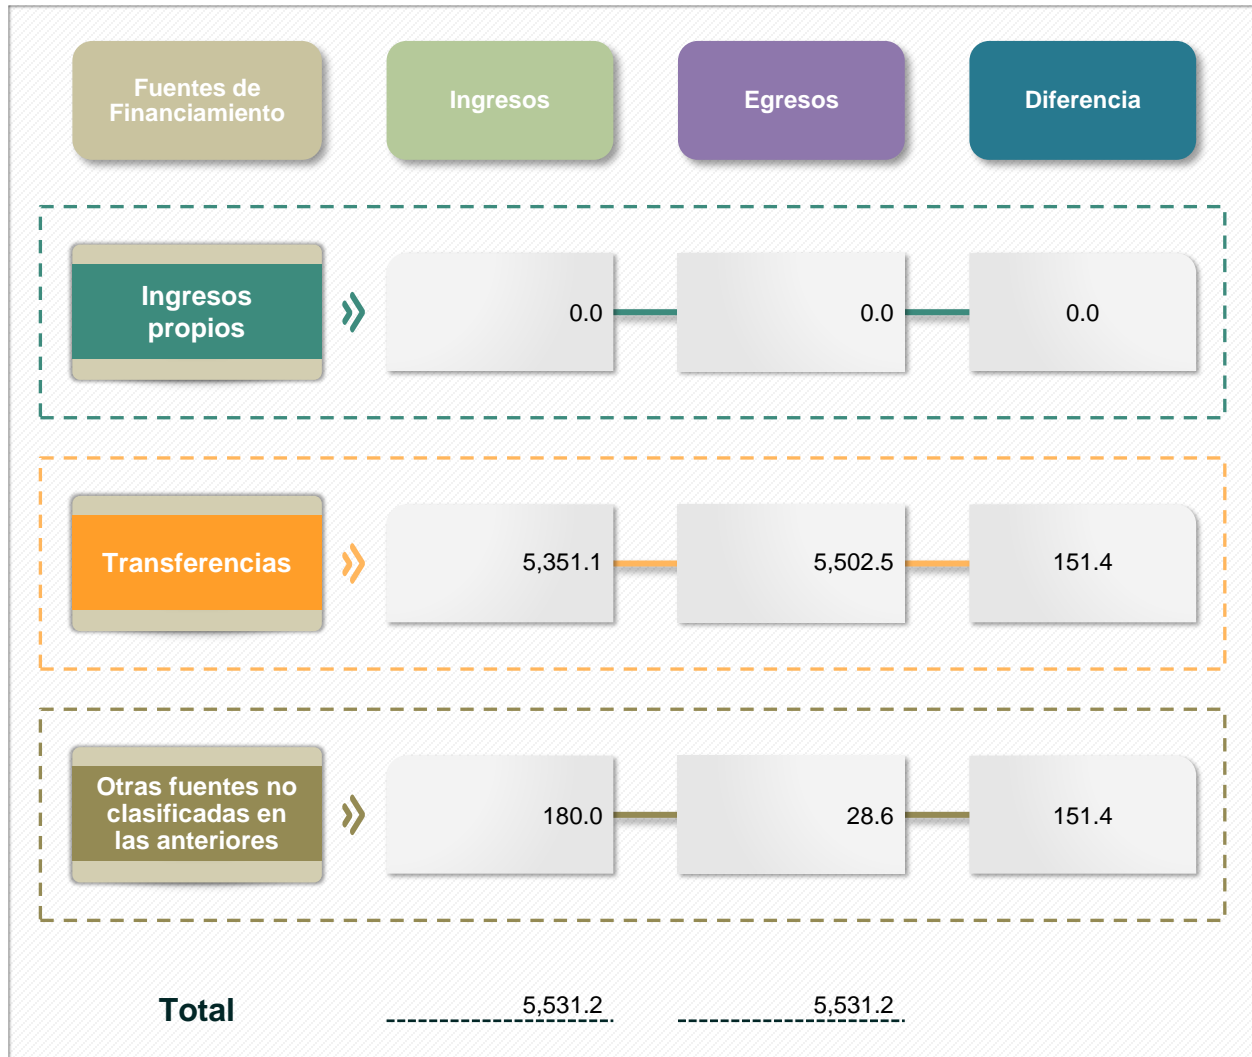 Fuentes de
Financiamiento
Ingresos
Egresos
Diferencia
Ingresos
propios
0.0
0.0
0.0
Transferencias
5,351.1
5,502.5
151.4
Otras fuentes no
clasificadas en
las anteriores
180.0
28.6
151.4
Total
5,531.2
5,531.2